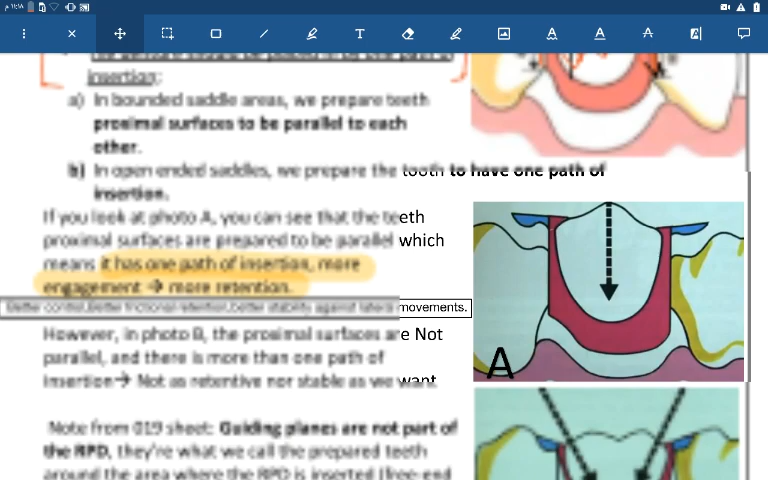 insertion:
a) In bounded saddle areas, we prepare teeth
proximal surfaces to be parallel to each
other.
b) In open ended saddles, we prepare the tooth to have one path of
insertion.
If you look at photo A, you can see that the teeth
proximal surfaces are prepared to be parallel which
means it has one path of insertion, more
engagement → more retention.
Better control,Better frictional retention,better stability against lateral movements.
However, in photo B, the proximal surfaces are Not
parallel, and there is more than one path of
insertion→ Not as retentive nor stable as we want
A
Note from 019 sheet: Guiding planes are not part of
the RPD, they're what we call the prepared teeth
around the area where the RPD is inserted (free-end